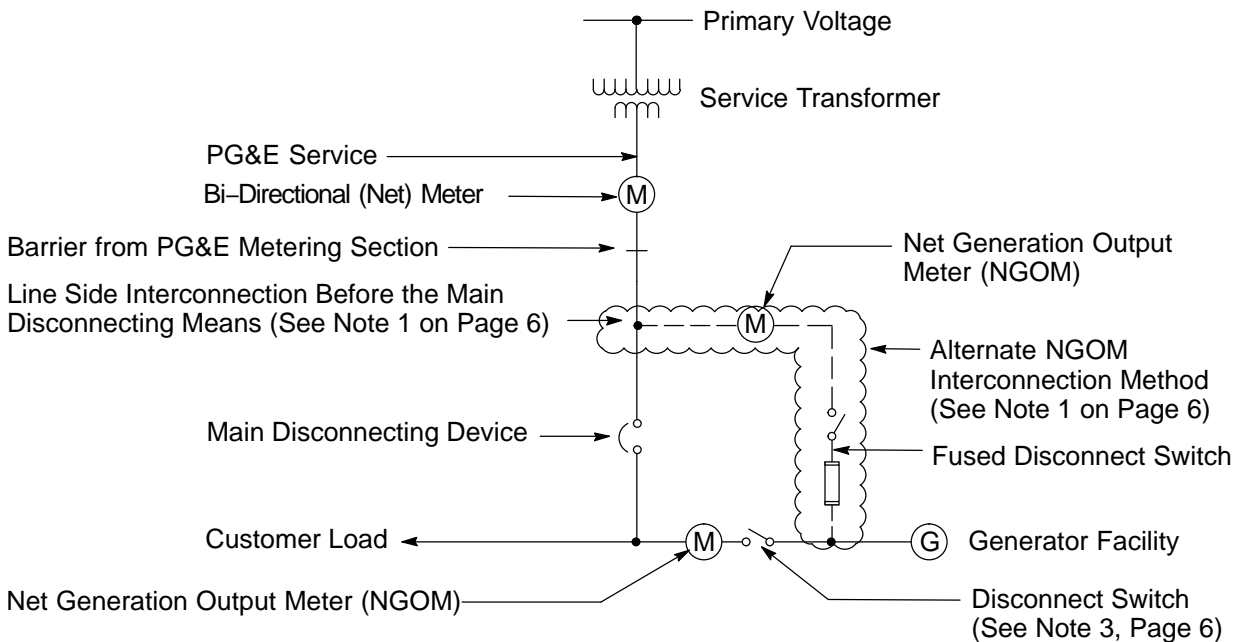 Primary Voltage
Service Transformer
PG&E Service
Bi–Directional (Net) Meter
M
Barrier from PG&E Metering Section
Net Generation Output
Meter (NGOM)
Line Side Interconnection Before the Main
Disconnecting Means (See Note 1 on Page 6)
M
Alternate NGOM
Interconnection Method
(See Note 1 on Page 6)
Main Disconnecting Device
Fused Disconnect Switch
Customer Load
M
G
Generator Facility
Net Generation Output Meter (NGOM)
Disconnect Switch
(See Note 3, Page 6)